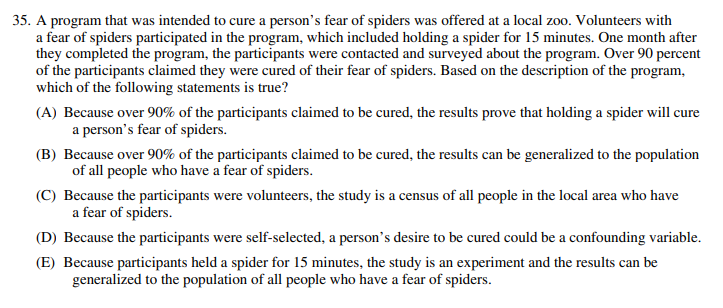 35. A program that was intended to cure a person's fear of spiders was offered at a local zoo. Volunteers with
a fear of spiders participated in the program, which included holding a spider for 15 minutes. One month after
they completed the program, the participants were contacted and surveyed about the program. Over 90 percent
of the participants claimed they were cured of their fear of spiders. Based on the description of the program,
which of the following statements is true?
(A) Because over 90% of the participants claimed to be cured, the results prove that holding a spider will cure
a person's fear of spiders.
(B) Because over 90% of the participants claimed to be cured, the results can be generalized to the population
of all people who have a fear of spiders.
(C) Because the participants were volunteers, the study is a census of all people in the local area who have
a fear of spiders.
(D) Because the participants were self-selected, a person's desire to be cured could be a confounding variable.
(E) Because participants held a spider for 15 minutes, the study is an experiment and the results can be
generalized to the population of all people who have a fear of spiders.